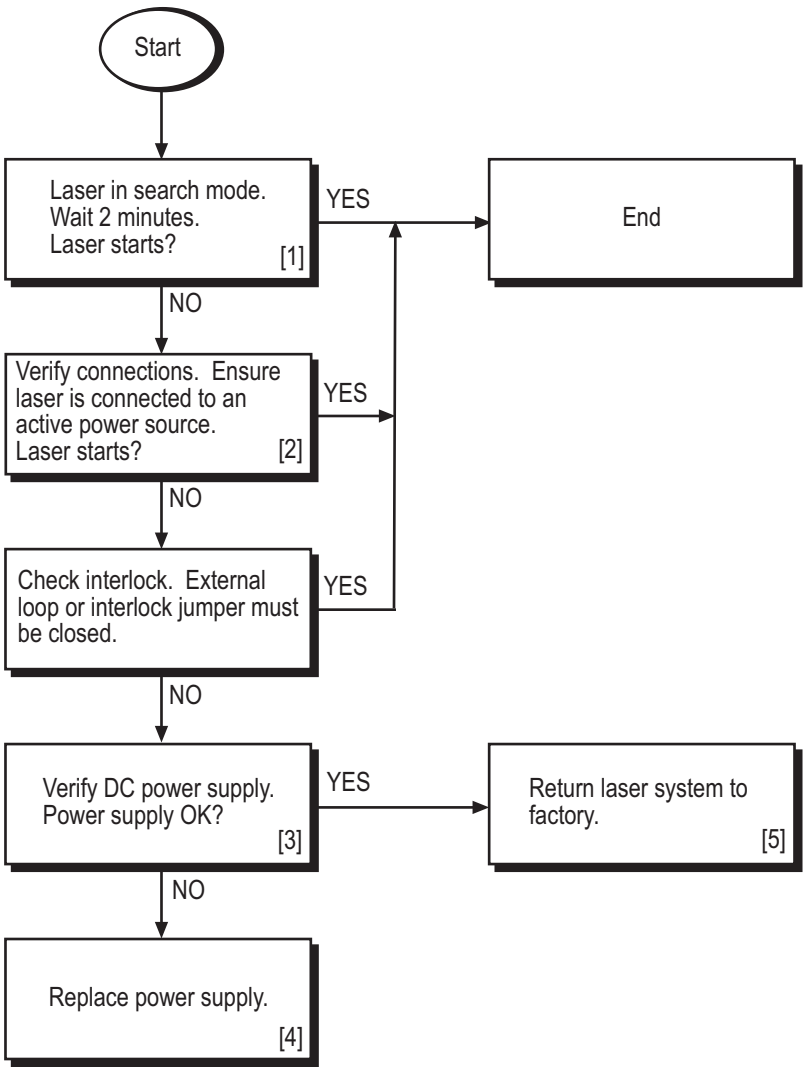 Start
Laser in search mode.
Wait 2 minutes.
Laser starts?
[1]
YES
End
NO
Verify connections.  Ensure
laser is connected to an
active power source.
Laser starts?
[2]
YES
NO
Check interlock.  External
loop or interlock jumper must
be closed.
YES
NO
Verify DC power supply.
Power supply OK?
[3]
YES
Return laser system to
factory.
[5]
NO
Replace power supply.
[4]